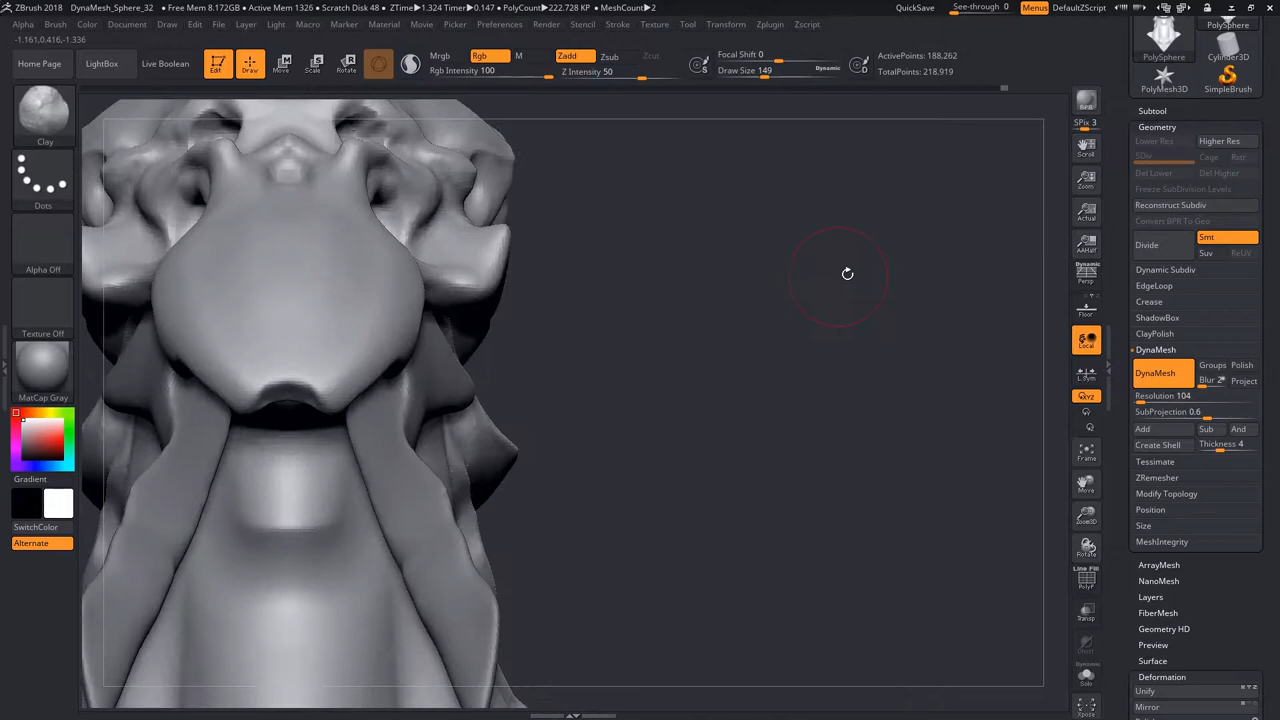 ZBrush 2018 DynaMesh_Sphere_32 • Free Mem 8.172GB • Active Mem 1326 • Scratch Disk 48 • ZTime▶1.324 Timer▶0.147 • PolyCount▶222.728 KP • MeshCount▶2 QuickSave See-through 0 Menus DefaultZScript
Alpha Brush Color Document Draw Edit File Layer Light Macro Marker Material Movie Picker Preferences Render Stencil Stroke Texture Tool Transform Zplugin Zscript
-1.161,0.416,-1.336
Home Page LightBox Live Boolean Edit Draw Move Scale Rotate
Mrgb Rgb M Zadd Zsub Zcut
Rgb Intensity 100 Z Intensity 50
Focal Shift 0
Draw Size 149 Dynamic
S
D
ActivePoints: 188.262
TotalPoints: 218.919
Clay
Dots
Alpha Off
Texture Off
MatCap Gray
Gradient
SwitchColor
Alternate
BPR
SPix 3
Scroll
Zoom
Actual
AAHalf
Dynamic
Persp
Floor
Local
L.Sym
XYZ
Frame
Move
Zoom3D
Rotate
Line Fill
PolyF
Transp
Ghost
Dynamic
Solo
Xpose
PolySphere
PolySphere Cylinder3D
PolyMesh3D SimpleBrush
Subtool
Geometry
Lower Res Higher Res
SDiv Cage Rstr
Del Lower Del Higher
Freeze SubDivision Levels
Reconstruct Subdiv
Convert BPR To Geo
Divide Smt
Suv ReUV
Dynamic Subdiv
EdgeLoop
Crease
ShadowBox
ClayPolish
DynaMesh
DynaMesh Groups Polish
Blur 2 Project
Resolution 104
SubProjection 0.6
Add Sub And
Create Shell Thickness 4
Tessimate
ZRemesher
Modify Topology
Position
Size
MeshIntegrity
ArrayMesh
NanoMesh
Layers
FiberMesh
Geometry HD
Preview
Surface
Deformation
Unify
Mirror